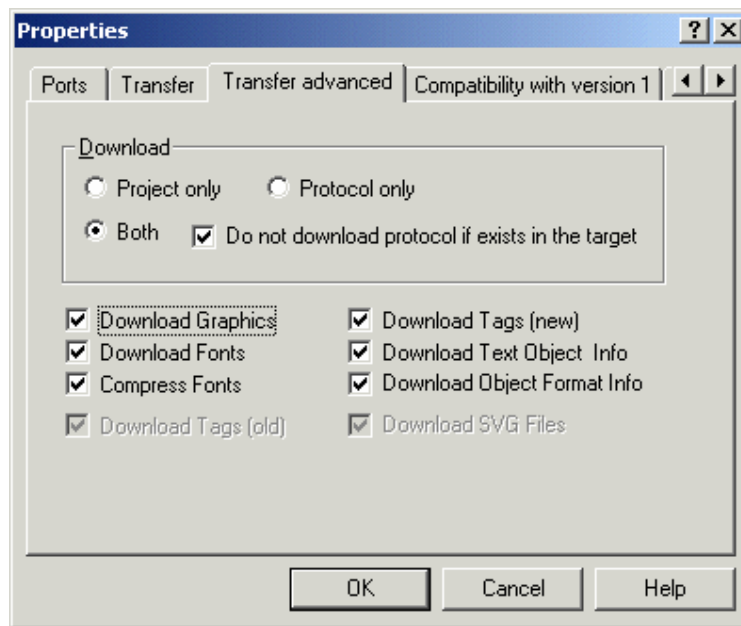 Properties
Ports Transfer Transfer advanced Compatibility with version 1
Download
Project only Protocol only
Both Do not download protocol if exists in the target
Download Graphics Download Tags (new)
Download Fonts Download Text Object Info
Compress Fonts Download Object Format Info
Download Tags (old) Download SVG Files
OK Cancel Help